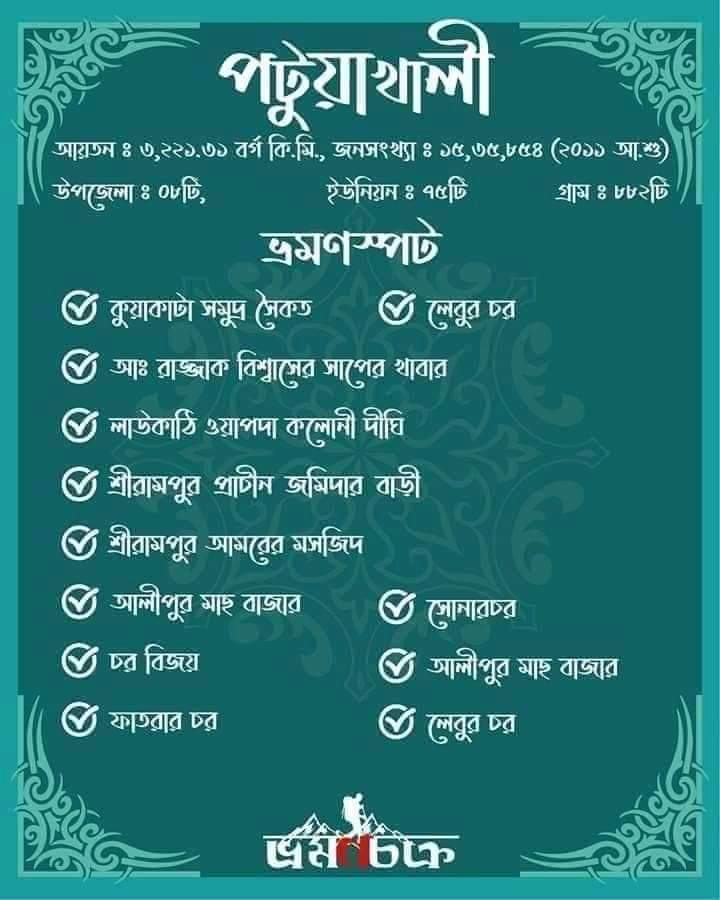 পটুয়াখালী
আয়তন ঃ ৩,২২১.৩১ বর্গ কি.মি., জনসংখ্যা ঃ ১৫,৩৫,৮৫৪ (২০১১ আ.শু)
উপজেলা ঃ ০৮টি, ইউনিয়ন ঃ ৭৫টি গ্রাম ঃ ৮৮২টি
ভ্রমণস্পট
কুয়াকাটা সমুদ্র সৈকত লেবুর চর
আঃ রাজ্জাক বিশ্বাসের সাপের খাবার
লাউকাঠি ওয়াপদা কলোনী দীঘি
শ্রীরামপুর প্রাচীন জমিদার বাড়ী
শ্রীরামপুর আমরের মসজিদ
আলীপুর মাছ বাজার সোনারচর
চর বিজয় আলীপুর মাছ বাজার
ফাতরার চর লেবুর চর
ভ্রমণচক্র